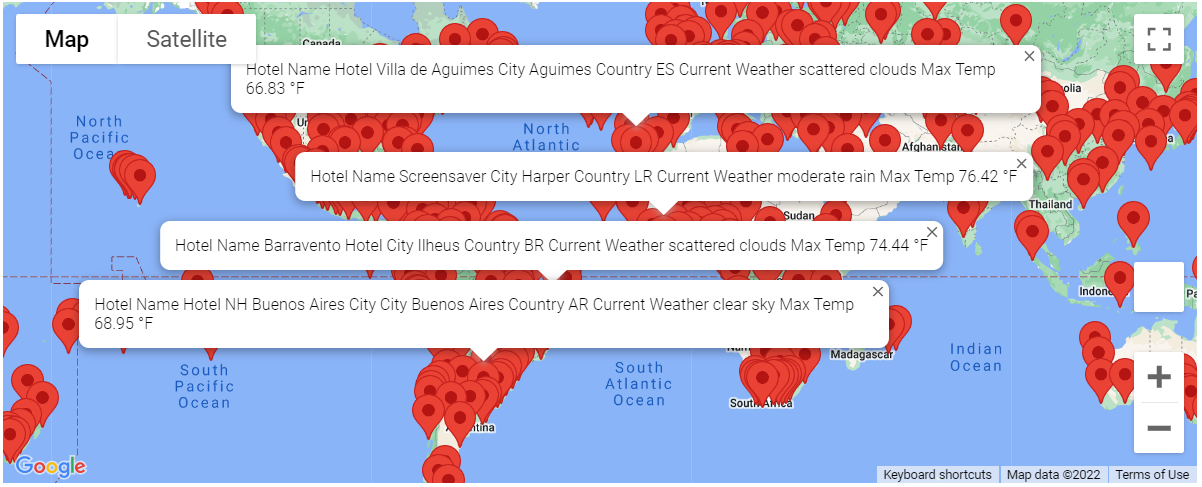 Map
Satellite
Canada
Hotel Name Hotel Villa de Aguimes City Aguimes Country ES Current Weather scattered clouds Max Temp
66.83 °F
North
Pacific
Ocean
North
Atlantic
Afghanistan
Hotel Name Screensaver City Harper Country LR Current Weather moderate rain Max Temp 76.42 °F
Sudan
Thailand
Hotel Name Barravento Hotel City Ilheus Country BR Current Weather scattered clouds Max Temp 74.44 °F
Hotel Name Hotel NH Buenos Aires City City Buenos Aires Country AR Current Weather clear sky Max Temp
68.95 °F
Madagascar
Indian
Ocean
South
Pacific
Ocean
South
Atlantic
Ocean
South Africa
Google
Keyboard shortcuts
Map data ©2022
Terms of Use